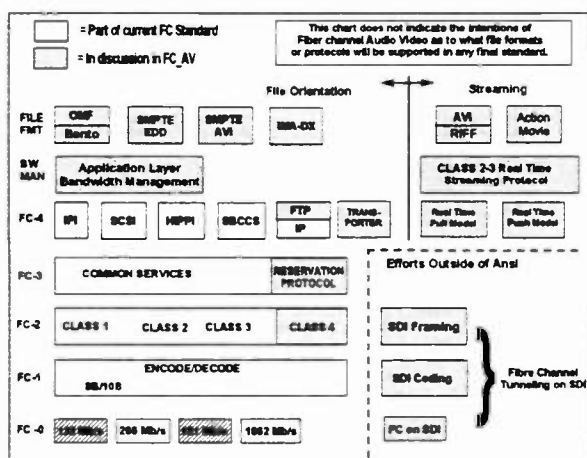 = Part of current FC Standard
= In discussion in FC_AV
This chart does not indicate the intentions of
Fiber channel Audio Video as to what file formats
or protocols will be supported in any final standard.
File Orientation
Streaming
FILE
FMT
OMF
Bento
SMPTE
EDD
SMPTE
AVI
IMA-DX
AVI
RIFF
Action
Movie
SW
MAN
Application Layer
Bandwidth Management
CLASS 2-3 Real Time
Streaming Protocol
FC-4
IPI
SCSI
HIPPI
SBCCS
FTP
IP
TRANS-
PORTER
Real Time
Pull Model
Real Time
Push Model
FC-3
COMMON SERVICES
RESERVATION
PROTOCOL
Efforts Outside of Ansi
FC-2
CLASS 1
CLASS 2
CLASS 3
CLASS 4
SDI Framing
FC-1
ENCODE/DECODE
8B/10B
SDI Coding
Fibre Channel
Tunnelling on SDI
FC-0
Mb/s
266 Mb/s
1062 Mb/s
FC on SDI